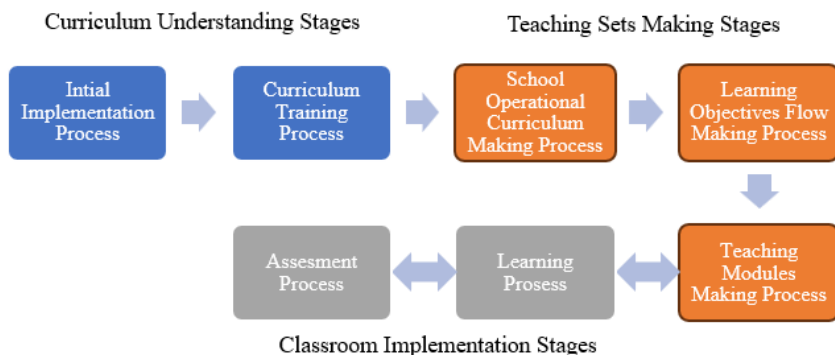 Curriculum Understanding Stages
Teaching Sets Making Stages
Intial
Implementation
Process
Curriculum
Training
Process
School
Operational
Curriculum
Making Process
Learning
Objectives Flow
Making Process
Assesment
Process
Learning
Prosess
Teaching
Modules
Making Process
Classroom Implementation Stages